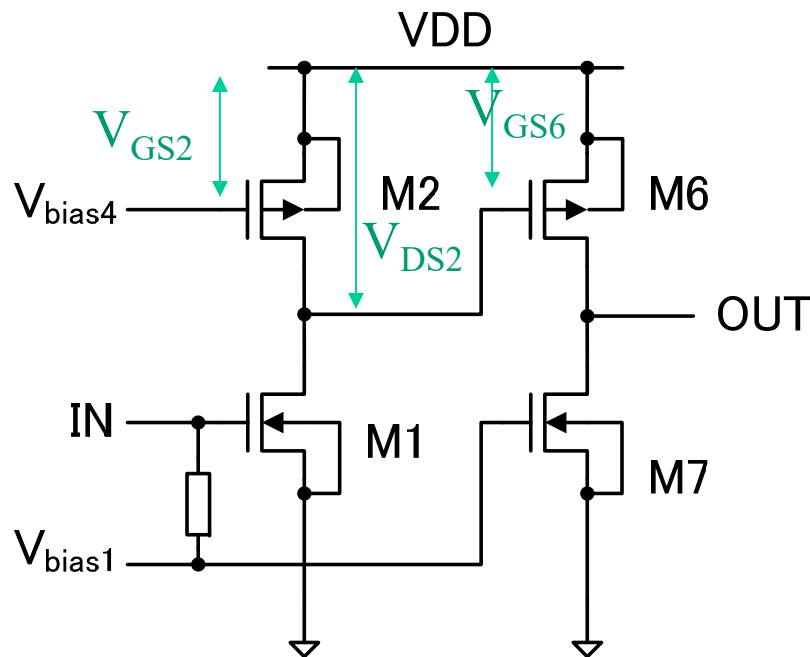 VDD
VGS2
VGS6
Vbias4
M2
M6
VDS2
OUT
IN
M1
M7
Vbias1